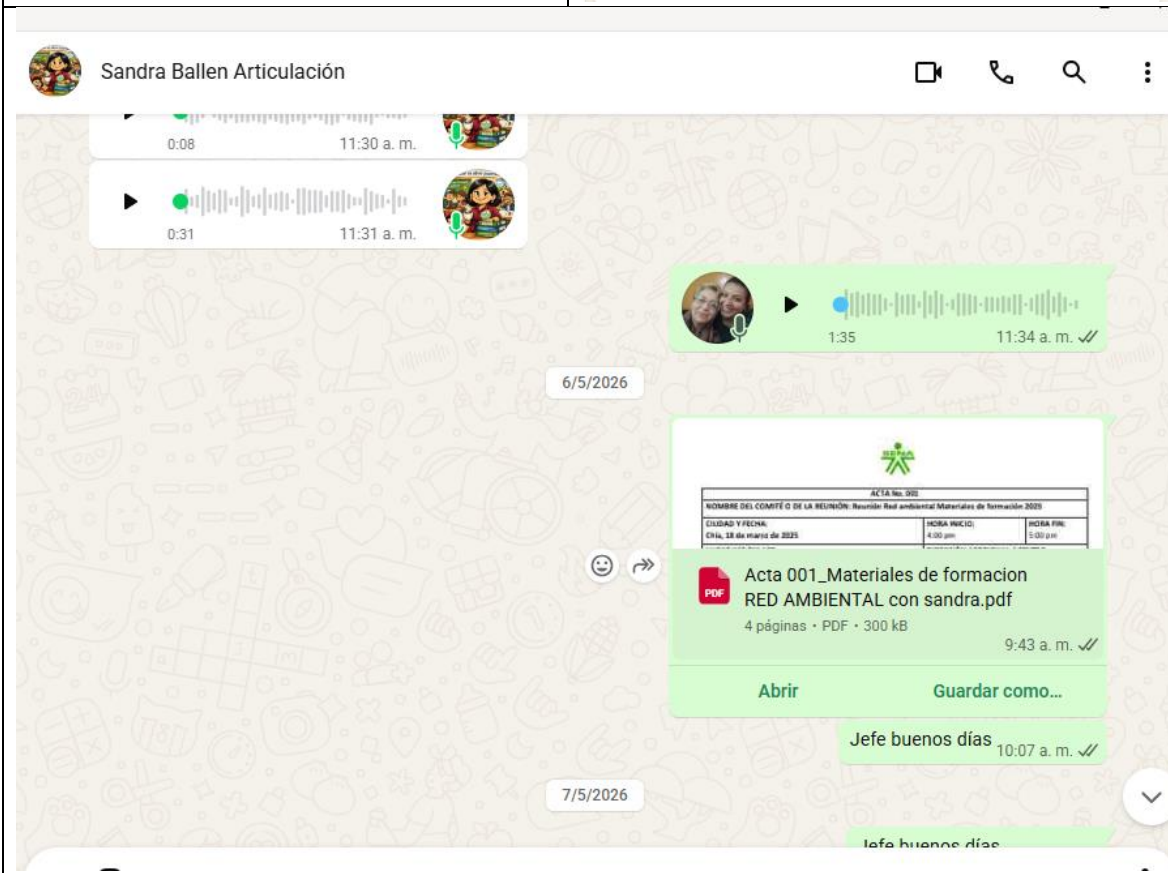 Sandra Ballen Articulación
0:08 11:30 a. m.
0:31 11:31 a. m.
1:35 11:34 a. m.
6/5/2026
SENA
ACTA No. 001
NOMBRE DEL COMITÉ O DE LA REUNIÓN: Reunión Red ambiental Materiales de formación 2025
CIUDAD Y FECHA: HORA INICIO: HORA FIN:
Chía, 18 de marzo de 2025 4:00 pm 5:00 pm
PDF
Acta 001_Materiales de formacion
RED AMBIENTAL con sandra.pdf
4 páginas • PDF • 300 kB
9:43 a. m.
Abrir Guardar como...
Jefe buenos días 10:07 a. m.
7/5/2026
Jefe buenos días